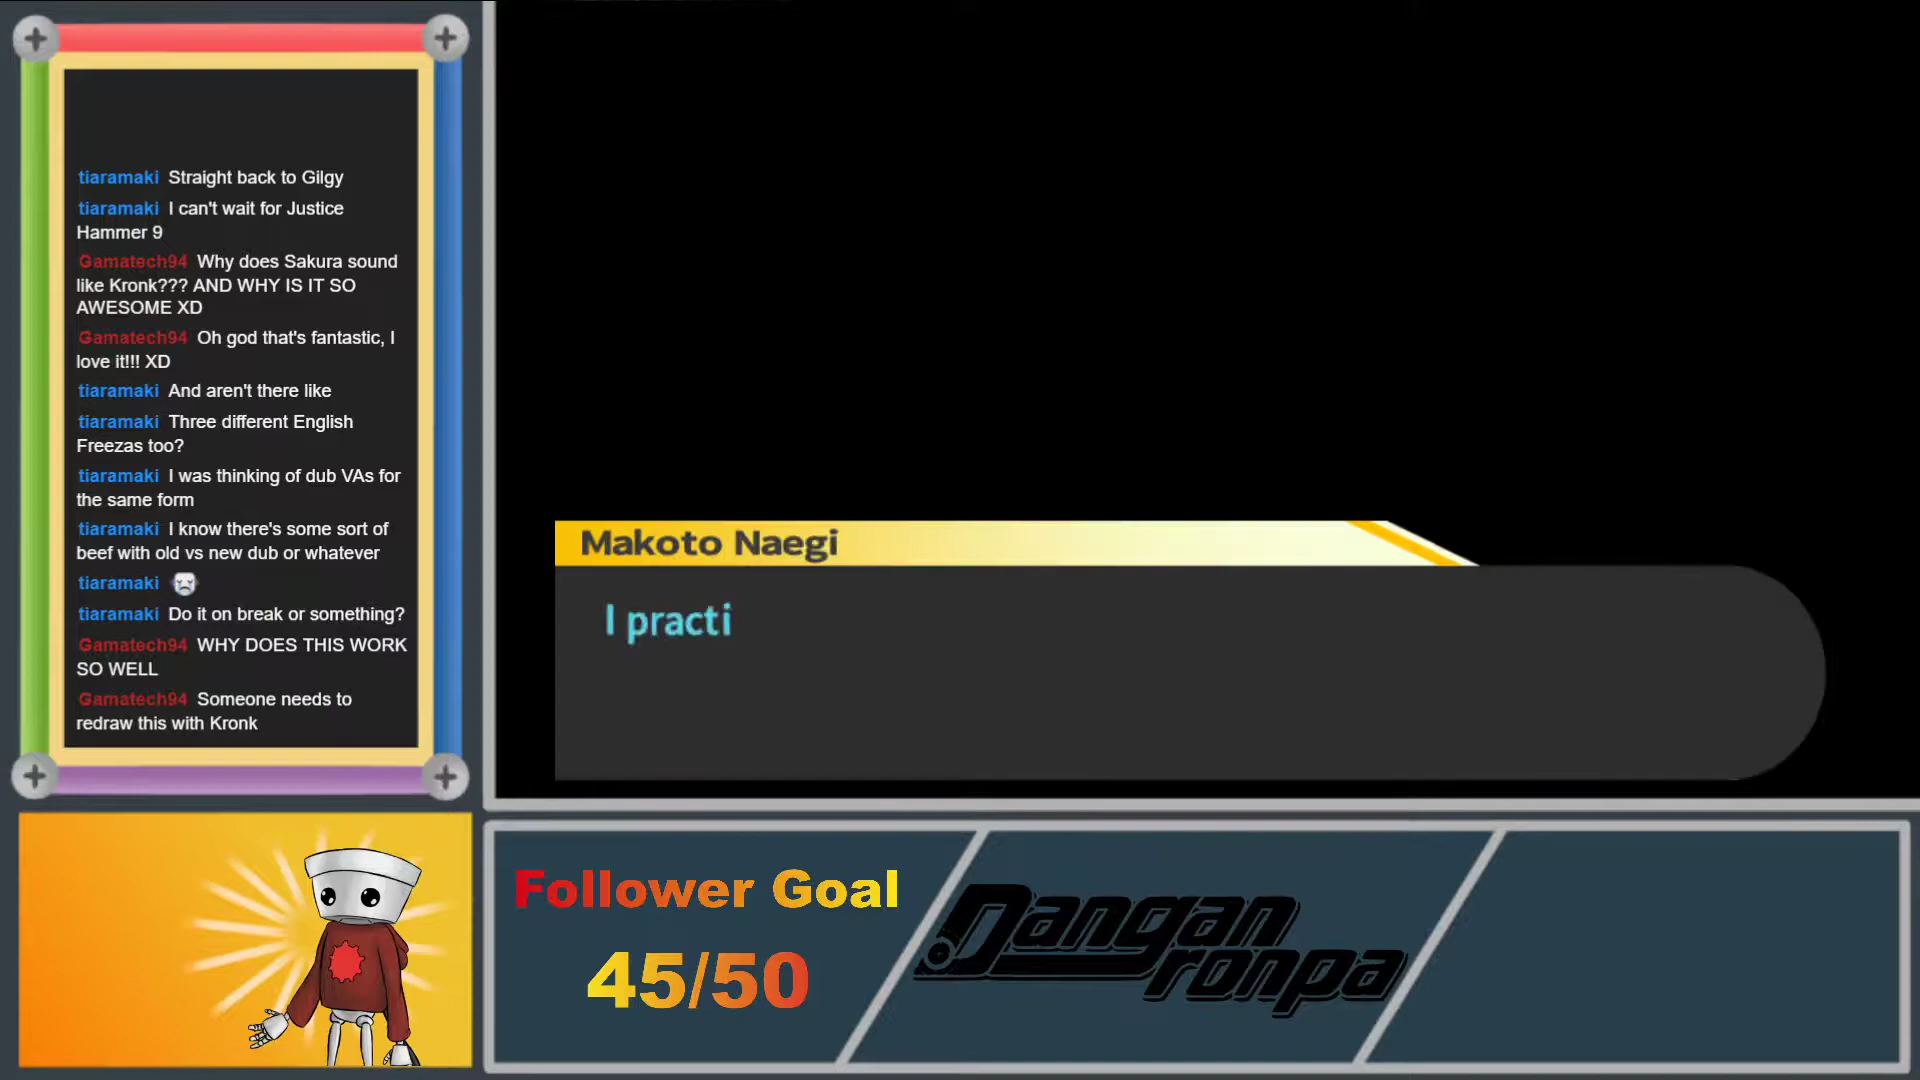 tiaramaki Straight back to Gilgy
tiaramaki I can't wait for Justice
Hammer 9
Gamatech94 Why does Sakura sound
like Kronk??? AND WHY IS IT SO
AWESOME XD
Gamatech94 Oh god that's fantastic, I
love it!!! XD
tiaramaki And aren't there like
tiaramaki Three different English
Freezas too?
tiaramaki I was thinking of dub VAs for
the same form
tiaramaki I know there's some sort of
beef with old vs new dub or whatever
tiaramaki
tiaramaki Do it on break or something?
Gamatech94 WHY DOES THIS WORK
SO WELL
Gamatech94 Someone needs to
redraw this with Kronk
Makoto Naegi
I practi
Follower Goal
45/50
Dangan
ronpa